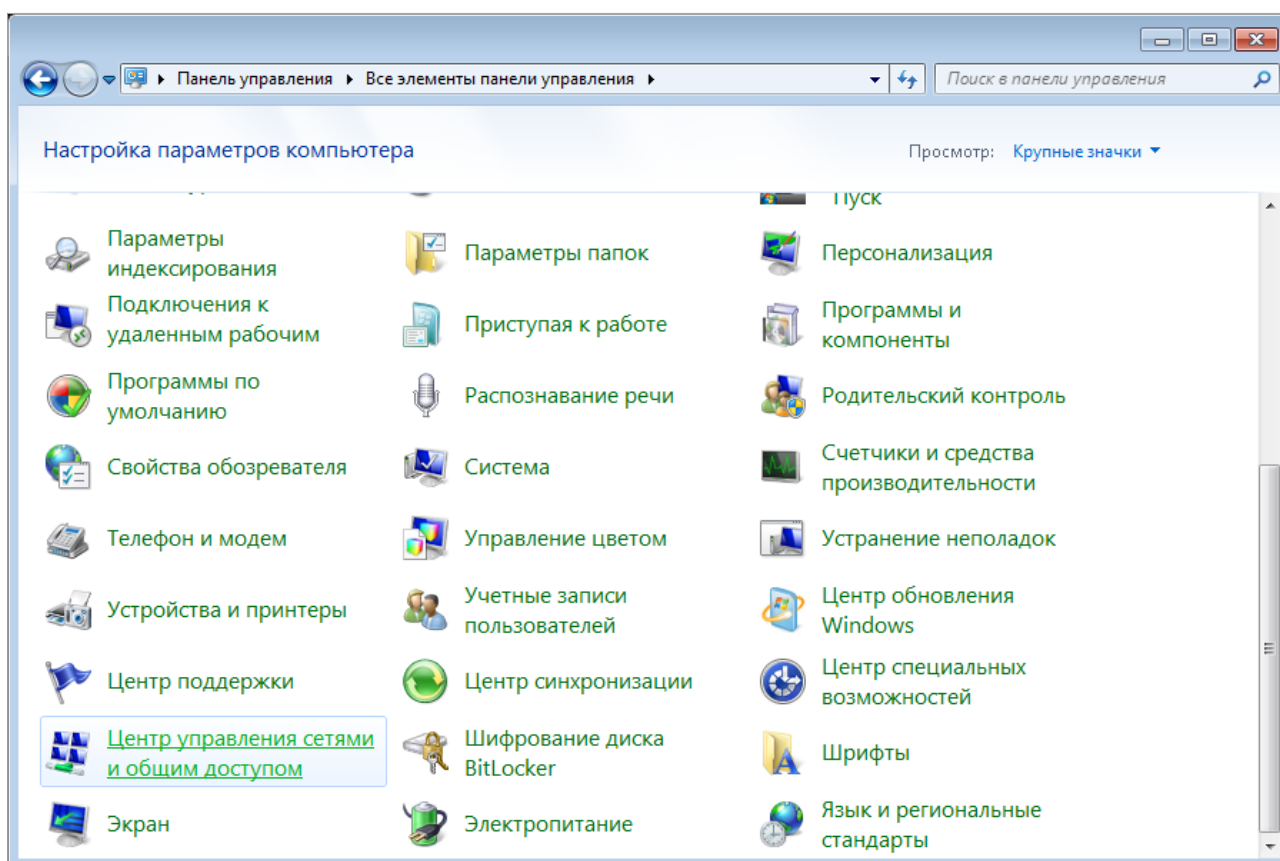 Панель управления
Все элементы панели управления
Поиск в панели управления
Настройка параметров компьютера
Просмотр: Крупные значки
Пуск
Параметры
индексирования
Параметры папок
Персонализация
Подключения к
удаленным рабочим
Приступая к работе
Программы и
компоненты
Программы по
умолчанию
Распознавание речи
Родительский контроль
Свойства обозревателя
Система
Счетчики и средства
производительности
Телефон и модем
Управление цветом
Устранение неполадок
Устройства и принтеры
Учетные записи
пользователей
Центр обновления
Windows
Центр поддержки
Центр синхронизации
Центр специальных
возможностей
Центр управления сетями
и общим доступом
Шифрование диска
BitLocker
Шрифты
Экран
Электропитание
Язык и региональные
стандарты